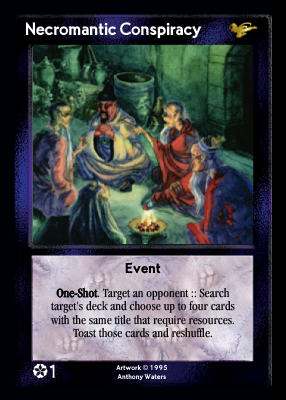 Necromantic Conspiracy
Event
One-Shot. Target an opponent :: Search
target's deck and choose up to four cards
with the same title that require resources.
Toast those cards and reshuffle.
1
Artwork © 1995
Anthony Waters